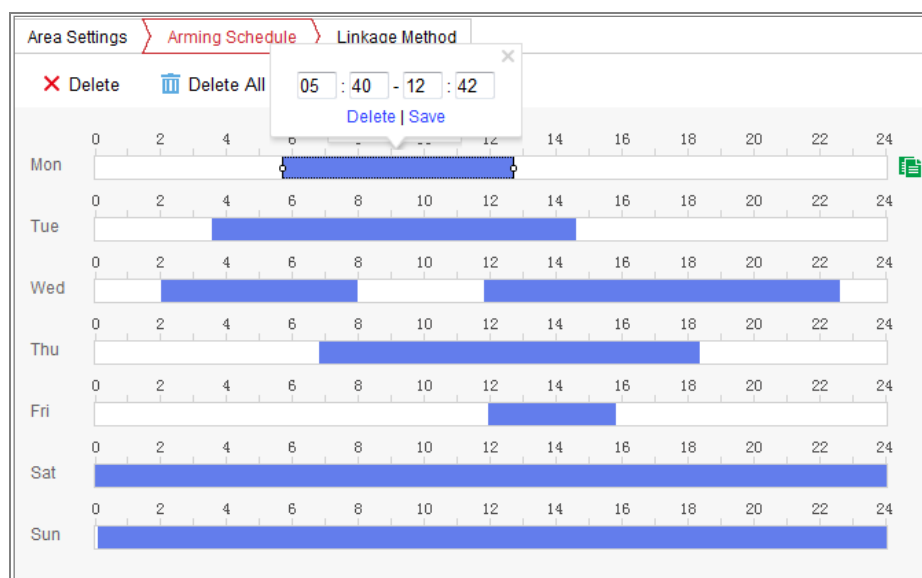 Area Settings Arming Schedule Linkage Method
Delete Delete All
05 : 40 - 12 : 42
Delete | Save
0 2 4 6 12 14 16 18 20 22 24
Mon
0 2 4 6 8 10 12 14 16 18 20 22 24
Tue
0 2 4 6 8 10 12 14 16 18 20 22 24
Wed
0 2 4 6 8 10 12 14 16 18 20 22 24
Thu
0 2 4 6 8 10 12 14 16 18 20 22 24
Fri
0 2 4 6 8 10 12 14 16 18 20 22 24
Sat
0 2 4 6 8 10 12 14 16 18 20 22 24
Sun